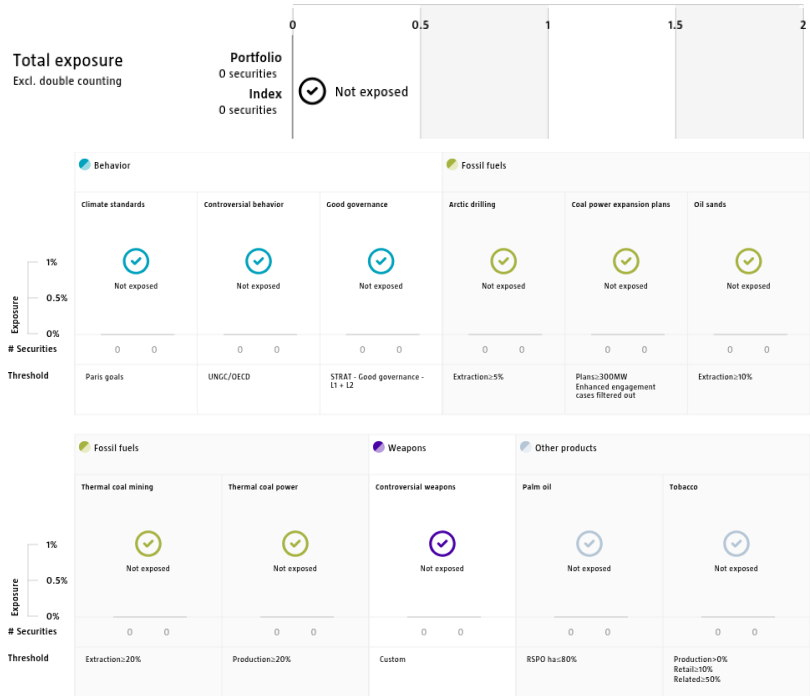 0 0.5 1 1.5 2
Total exposure
Excl. double counting
Portfolio
0 securities
Index
0 securities
Not exposed
Behavior Fossil fuels
Climate standards Controversial behavior Good governance Arctic drilling Coal power expansion plans Oil sands
1%
Not exposed Not exposed Not exposed Not exposed Not exposed Not exposed
0.5%
Exposure
0%
# Securities 0 0 0 0 0 0 0 0 0 0 0 0
Threshold Paris goals UNGC/OECD STRAT - Good governance - Extraction≥5% Plans≥300MW Extraction≥10%
L1 + L2 Enhanced engagement
cases filtered out
Fossil fuels Weapons Other products
Thermal coal mining Thermal coal power Controversial weapons Palm oil Tobacco
1%
Not exposed Not exposed Not exposed Not exposed Not exposed
0.5%
Exposure
0%
# Securities 0 0 0 0 0 0 0 0 0 0
Threshold Extraction≥20% Production≥20% Custom RSPO ha≤80% Production>0%
Retail≥10%
Related≥50%